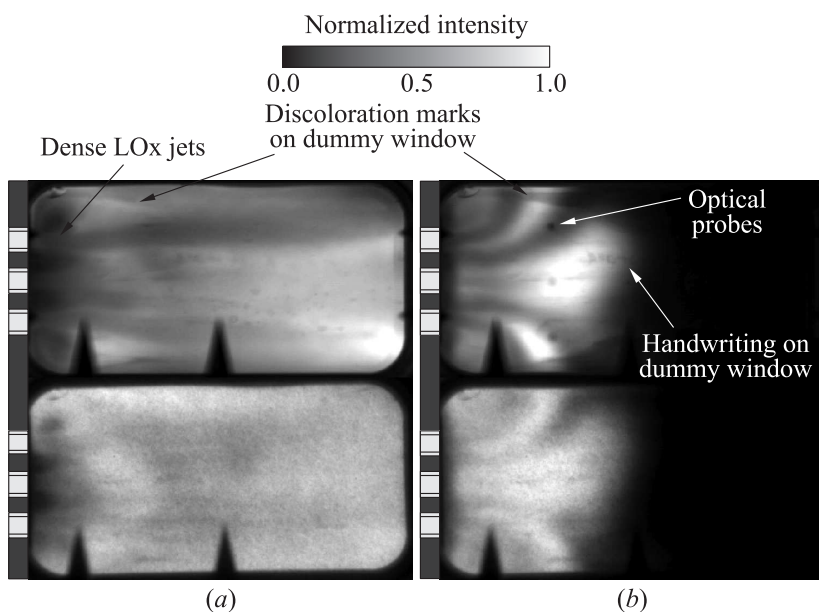 Normalized intensity
0.0 0.5 1.0
Discoloration marks
on dummy window
Dense LOx jets
Optical
probes
Handwriting on
dummy window
(a) (b)